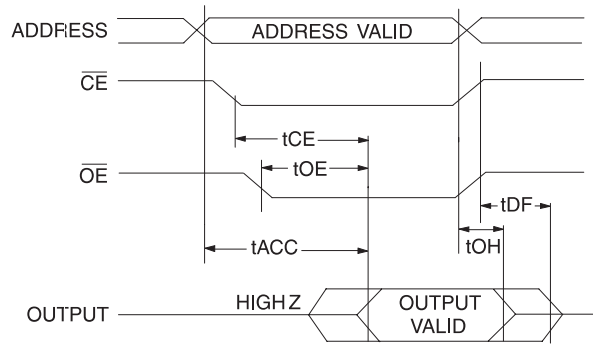 ADDRESS
ADDRESS VALID
CE
tCE
tOE
OE
tDF
tACC
tOH
HIGH Z
OUTPUT
OUTPUT
VALID